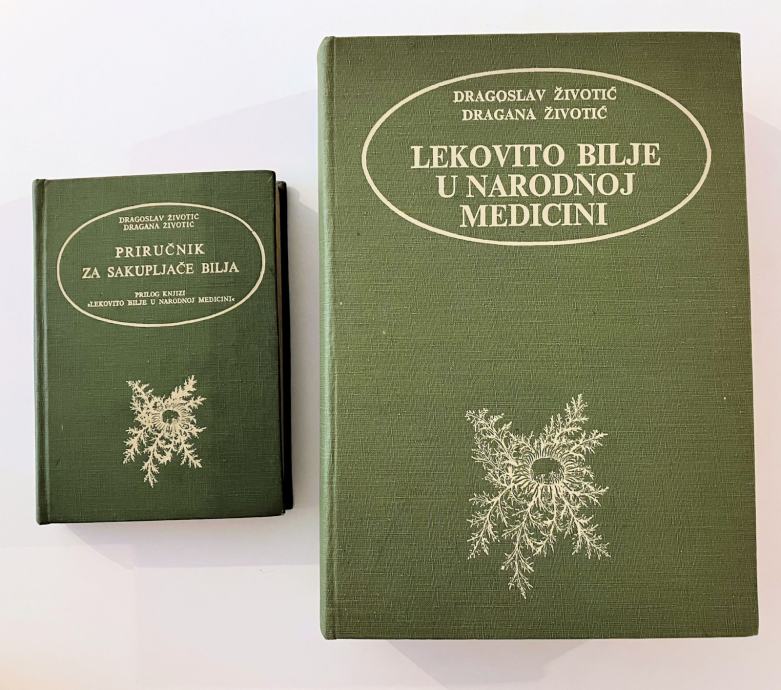 DRAGOSLAV ŽIVOTIĆ
DRAGANA ŽIVOTIĆ
PRIRUČNIK
ZA SAKUPLJAČE BILJA
PRILOG KNJIZI
»LEKOVITO BILJE U NARODNOJ MEDICINI«
DRAGOSLAV ŽIVOTIĆ
DRAGANA ŽIVOTIĆ
LEKOVITO BILJE
U NARODNOJ
MEDICINI